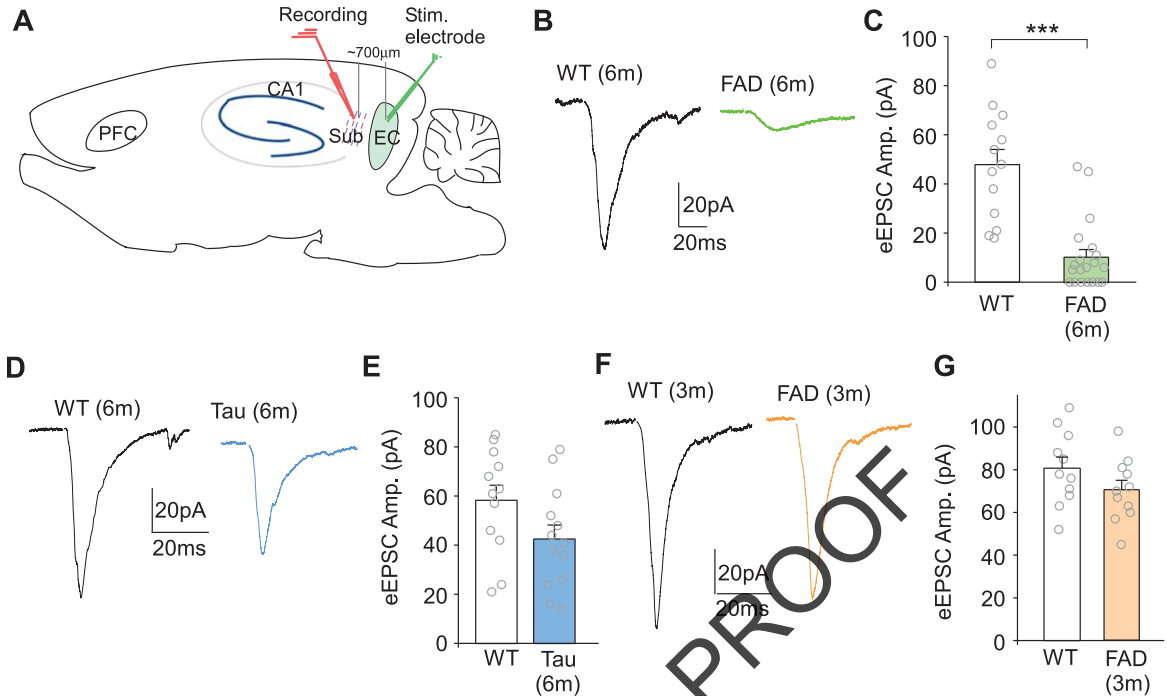 A
Recording
Stim.
electrode
~700μm
CA1
PFC
Sub
EC
B
WT (6m)
FAD (6m)
20pA
20ms
C
eEPSC Amp. (pA)
100
80
60
40
20
0
***
WT
FAD
(6m)
D
WT (6m)
Tau (6m)
20pA
20ms
E
eEPSC Amp. (pA)
100
80
60
40
20
0
WT
Tau
(6m)
F
WT (3m)
FAD (3m)
20pA
20ms
G
eEPSC Amp. (pA)
100
80
60
40
80
0
WT
FAD
(3m)
PROOF